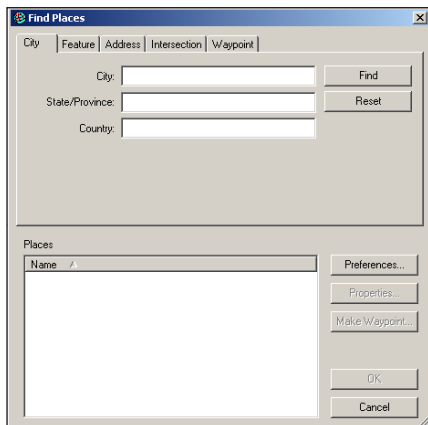 Find Places
City Feature Address Intersection Waypoint
City: Find
State/Province: Reset
Country:
Places
Name Preferences...
Properties...
Make Waypoint...
OK
Cancel